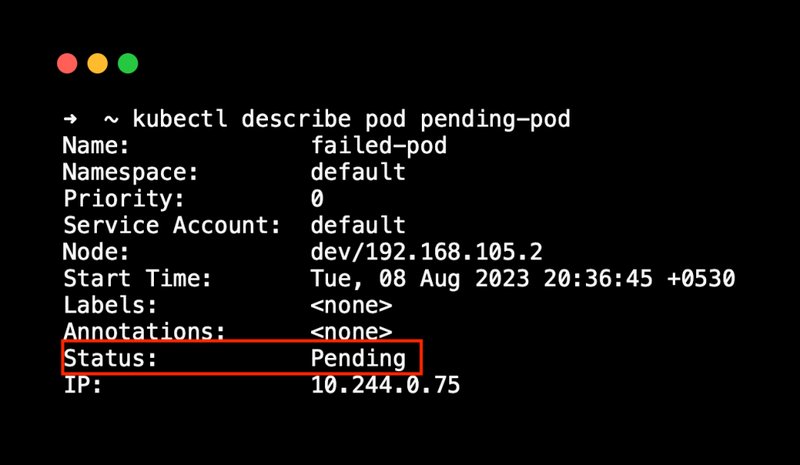 ➜  ~ kubectl describe pod pending-pod
Name:             failed-pod
Namespace:        default
Priority:         0
Service Account:  default
Node:             dev/192.168.105.2
Start Time:       Tue, 08 Aug 2023 20:36:45 +0530
Labels:           <none>
Annotations:      <none>
Status:           Pending
IP:               10.244.0.75